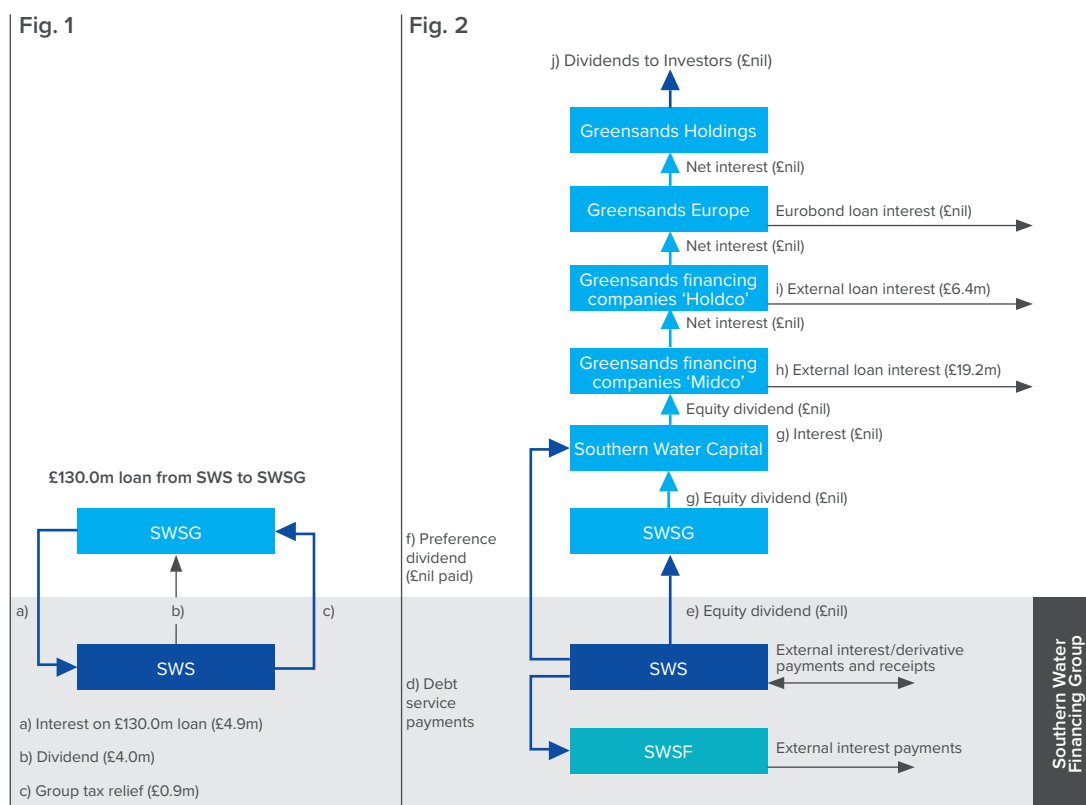 Fig. 1
£130.0m loan from SWS to SWSG
SWSG
a)
b)
c)
SWS
a) Interest on £130.0m loan (£4.9m)
b) Dividend (£4.0m)
c) Group tax relief (£0.9m)
Fig. 2
j) Dividends to Investors (£nil)
Greensands Holdings
Net interest (£nil)
Greensands Europe
Eurobond loan interest (£nil)
Net interest (£nil)
Greensands financing
companies ‘Holdco’
i) External loan interest (£6.4m)
Net interest (£nil)
Greensands financing
companies ‘Midco’
h) External loan interest (£19.2m)
Equity dividend (£nil)
Southern Water Capital
g) Interest (£nil)
g) Equity dividend (£nil)
SWSG
f) Preference
dividend
(£nil paid)
e) Equity dividend (£nil)
SWS
External interest/derivative
payments and receipts
d) Debt
service
payments
SWSF
External interest payments
Southern Water
Financing Group